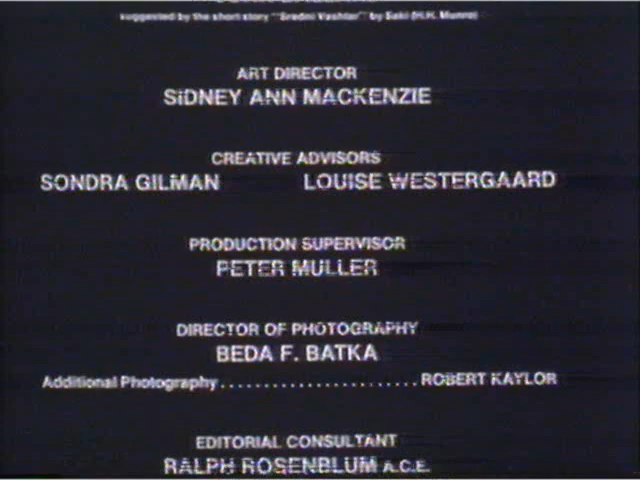 suggested by the short story "Sredni Vashtar" by Saki (H.H. Munro)
ART DIRECTOR
SIDNEY ANN MACKENZIE
CREATIVE ADVISORS
SONDRA GILMAN LOUISE WESTERGAARD
PRODUCTION SUPERVISOR
PETER MULLER
DIRECTOR OF PHOTOGRAPHY
BEDA F. BATKA
Additional Photography.......................ROBERT KAYLOR
EDITORIAL CONSULTANT
RALPH ROSENBLUM A.C.E.